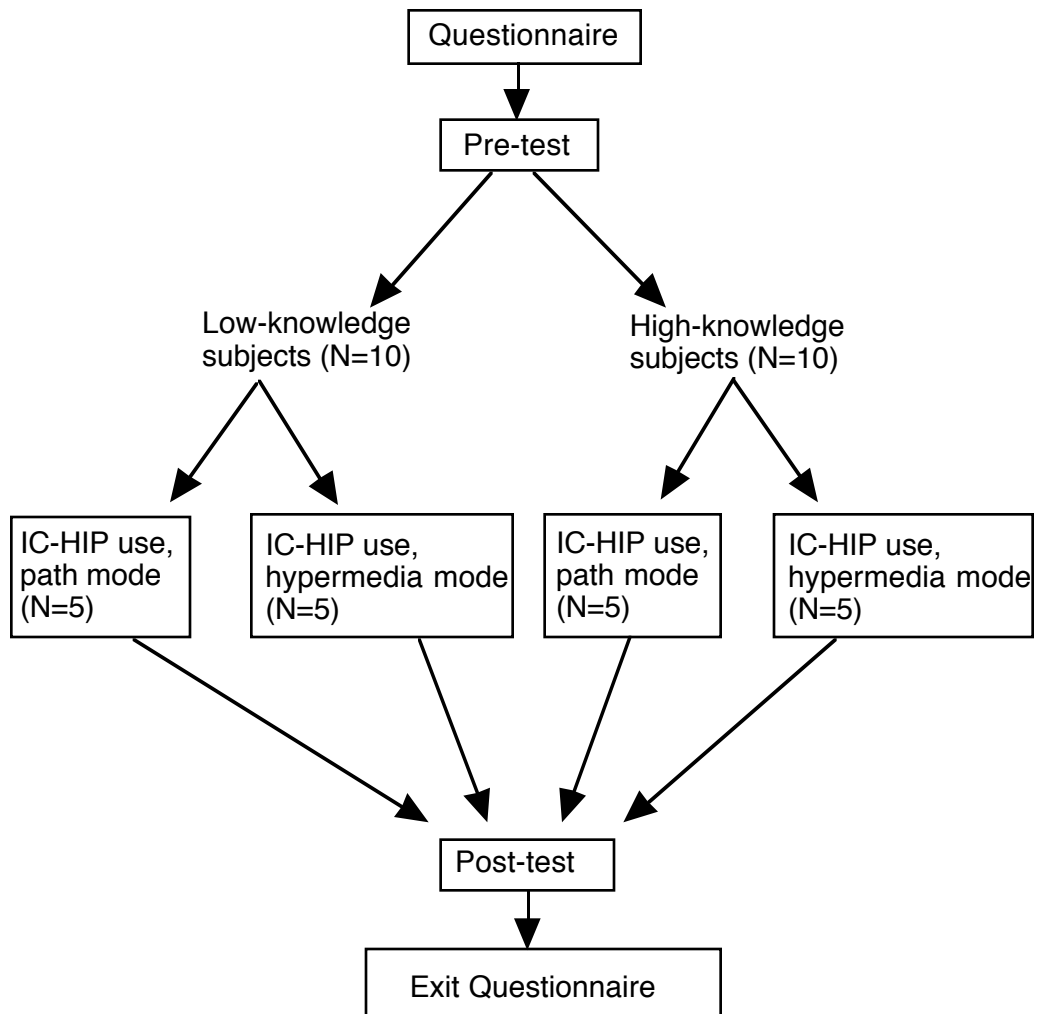 Questionnaire
Pre-test
Low-knowledge
subjects (N=10)
High-knowledge
subjects (N=10)
IC-HIP use,
path mode
(N=5)
IC-HIP use,
hypermedia mode
(N=5)
IC-HIP use,
path mode
(N=5)
IC-HIP use,
hypermedia mode
(N=5)
Post-test
Exit Questionnaire